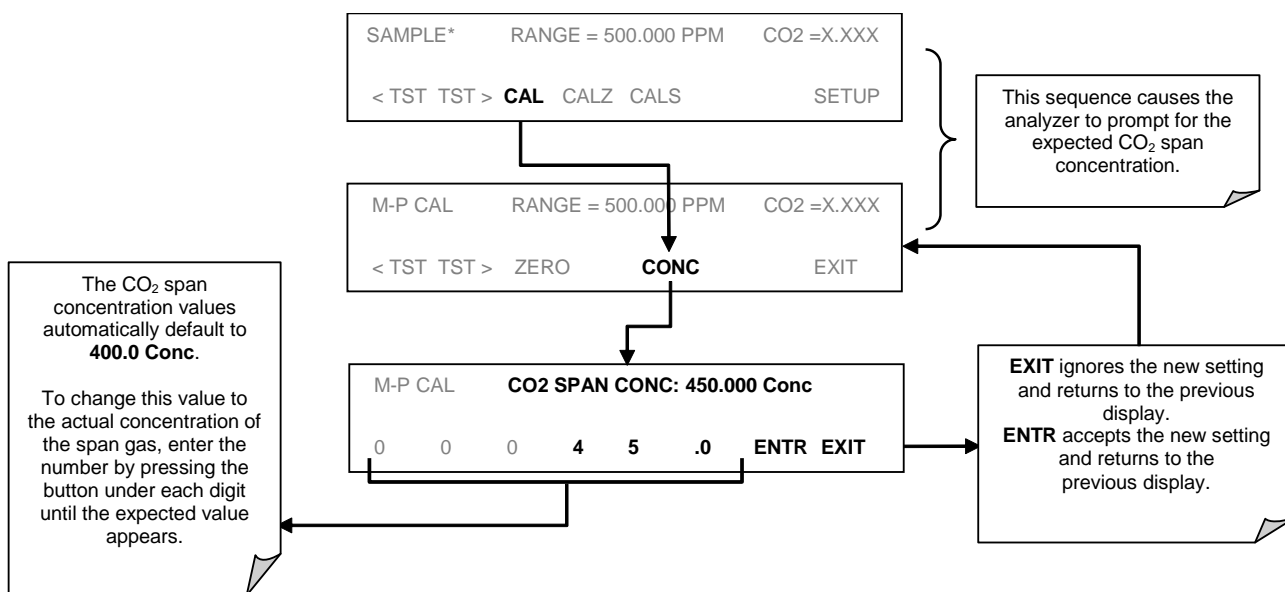 SAMPLE* RANGE = 500.000 PPM CO2 =X.XXX
< TST TST > CAL CALZ CALS SETUP
This sequence causes the
analyzer to prompt for the
expected CO₂ span
concentration.
M-P CAL RANGE = 500.000 PPM CO2 =X.XXX
< TST TST > ZERO CONC EXIT
The CO₂ span
concentration values
automatically default to
400.0 Conc.
To change this value to
the actual concentration of
the span gas, enter the
number by pressing the
button under each digit
until the expected value
appears.
M-P CAL CO2 SPAN CONC: 450.000 Conc
0 0 0 4 5 .0 ENTR EXIT
EXIT ignores the new setting
and returns to the previous
display.
ENTR accepts the new setting
and returns to the
previous display.